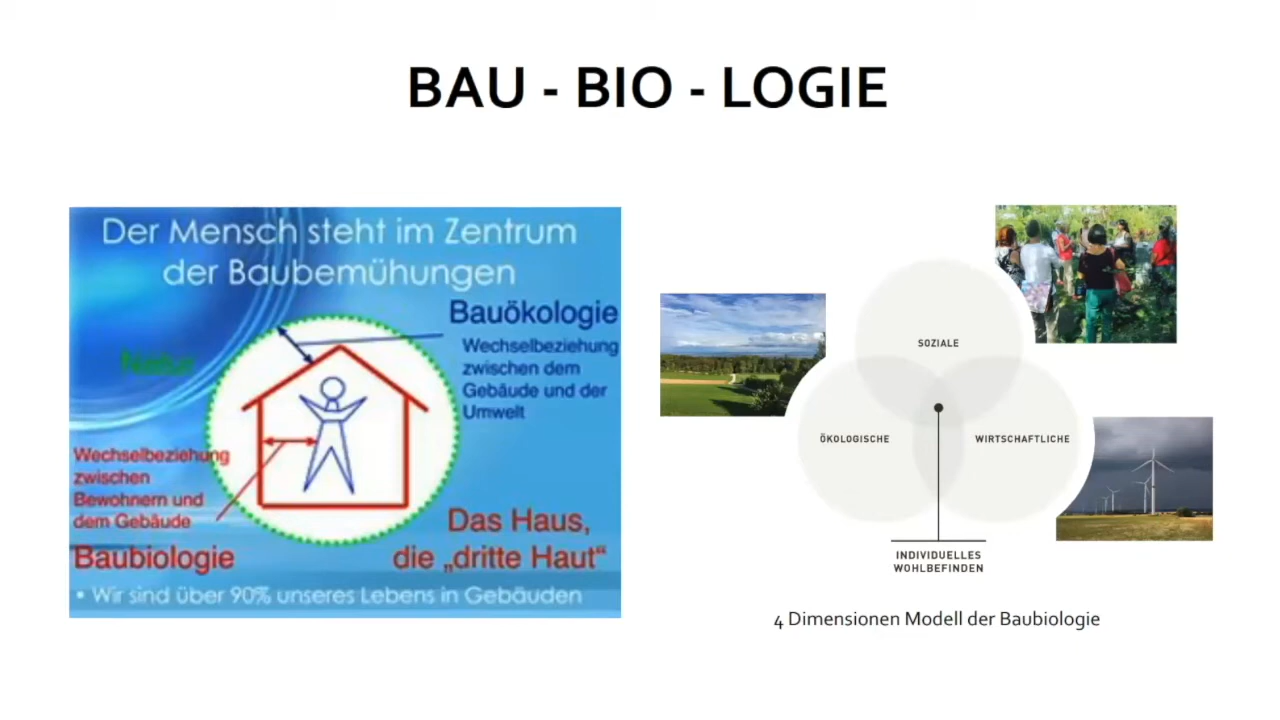 BAU - BIO - LOGIE
Der Mensch steht im Zentrum
der Baubemühungen
Bauökologie
Wechselbeziehung
zwischen dem
Gebäude und der
Umwelt
Natur
Wechselbeziehung
zwischen
Bewohnern und
dem Gebäude
Baubiologie
Das Haus,
die „dritte Haut“
• Wir sind über 90% unseres Lebens in Gebäuden
SOZIALE
ÖKOLOGISCHE
WIRTSCHAFTLICHE
INDIVIDUELLES
WOHLBEFINDEN
4 Dimensionen Modell der Baubiologie